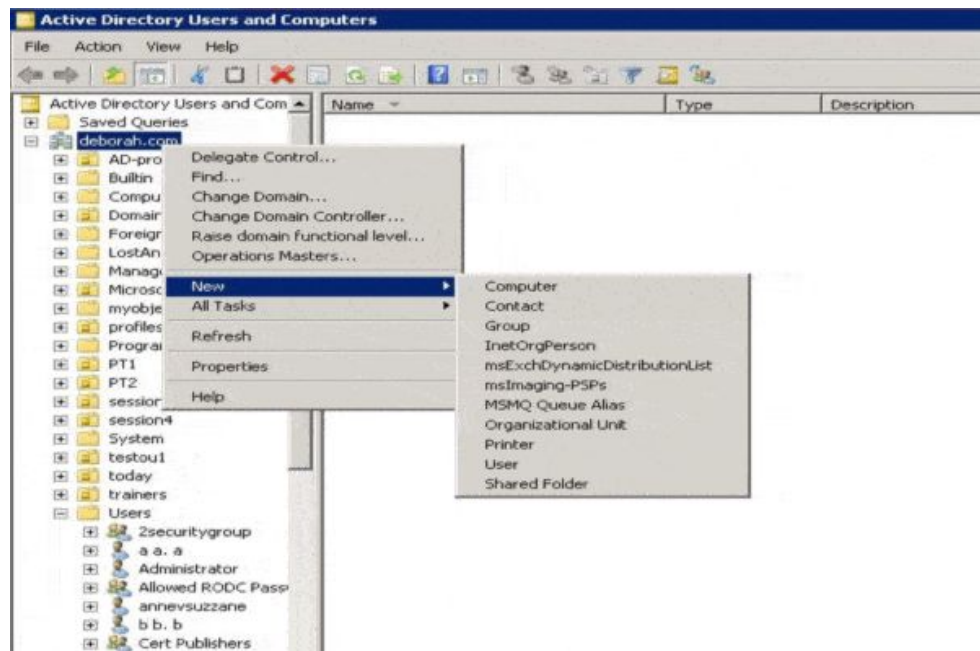 Active Directory Users and Computers
File Action View Help
Active Directory Users and Com
Name Type Description
Saved Queries
deborah.com
AD-pro
Builtin
Compu
Domair
Foreigr
LostAn
Manag
Microsc
myobje
profiles
Prograr
PT1
PT2
session
session4
System
testou1
today
trainers
Users
2securitygroup
a a. a
Administrator
Allowed RODC Passv
annevsuzzane
b b. b
Cert Publishers
Delegate Control...
Find...
Change Domain...
Change Domain Controller...
Raise domain functional level...
Operations Masters...
New
All Tasks
Refresh
Properties
Help
Computer
Contact
Group
InetOrgPerson
msExchDynamicDistributionList
msImaging-PSPs
MSMQ Queue Alias
Organizational Unit
Printer
User
Shared Folder